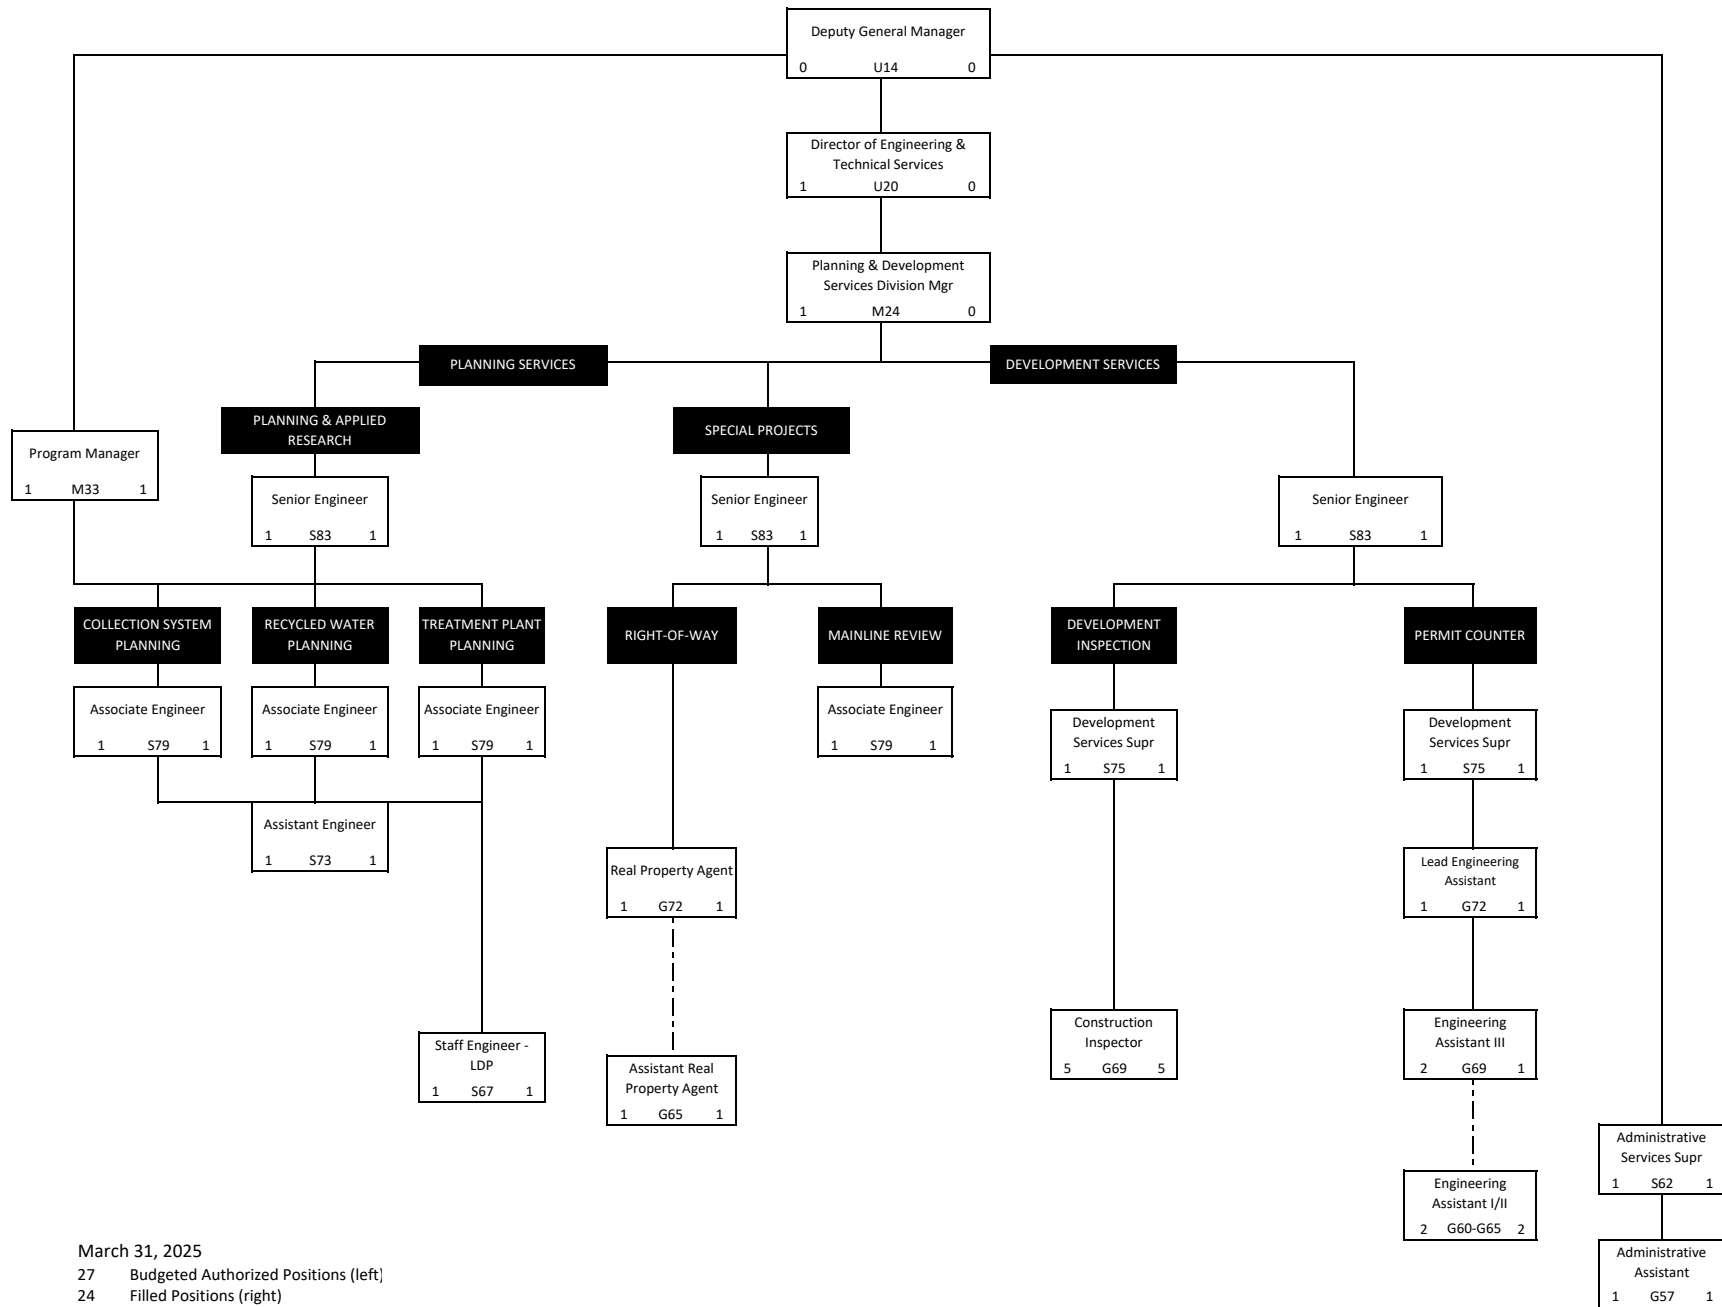 Deputy General Manager
0 U14 0
Director of Engineering &
Technical Services
1 U20 0
Planning & Development
Services Division Mgr
1 M24 0
PLANNING SERVICES
DEVELOPMENT SERVICES
PLANNING & APPLIED
RESEARCH
SPECIAL PROJECTS
Program Manager
1 M33 1
Senior Engineer
1 S83 1
Senior Engineer
1 S83 1
Senior Engineer
1 S83 1
COLLECTION SYSTEM
PLANNING
RECYCLED WATER
PLANNING
TREATMENT PLANT
PLANNING
RIGHT-OF-WAY
MAINLINE REVIEW
DEVELOPMENT
INSPECTION
PERMIT COUNTER
Associate Engineer
1 S79 1
Associate Engineer
1 S79 1
Associate Engineer
1 S79 1
Associate Engineer
1 S79 1
Development
Services Supr
1 S75 1
Development
Services Supr
1 S75 1
Assistant Engineer
1 S73 1
Real Property Agent
1 G72 1
Lead Engineering
Assistant
1 G72 1
Staff Engineer -
LDP
1 S67 1
Assistant Real
Property Agent
1 G65 1
Construction
Inspector
5 G69 5
Engineering
Assistant III
2 G69 1
Engineering
Assistant I/II
2 G60-G65 2
Administrative
Services Supr
1 S62 1
Administrative
Assistant
1 G57 1
March 31, 2025
27 Budgeted Authorized Positions (left)
24 Filled Positions (right)